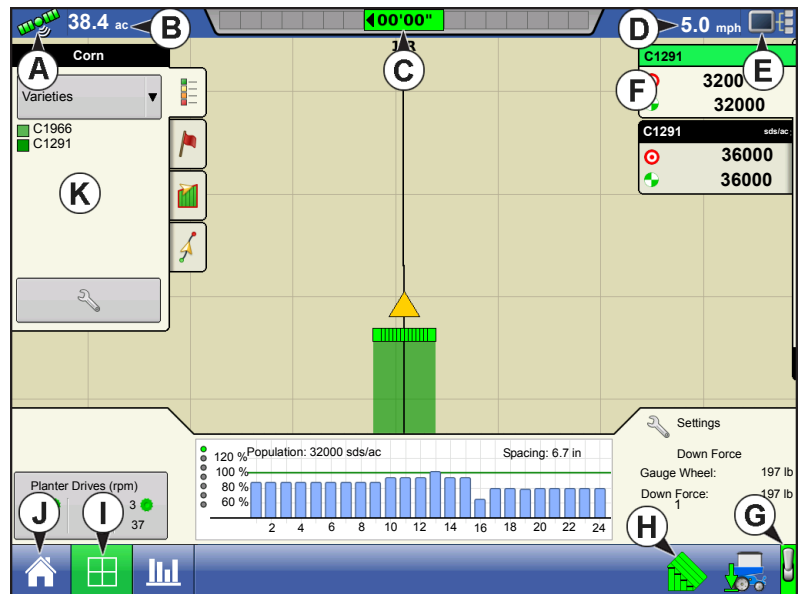 38.4 ac
B
00'00"
D
5.0 mph
A
C
E
Corn
C1291
Varieties
F
32000
32000
C1966
C1291
C1291 sds/ac
36000
36000
K
Settings
Population: 32000 sds/ac
Spacing: 6.7 in
120 %
100 %
80 %
60 %
2 4 6 8 10 12 14 16 18 20 22 24
Down Force
Gauge Wheel: 197 lb
Down Force: 197 lb
1
Planter Drives (rpm)
3
37
J
I
H
G